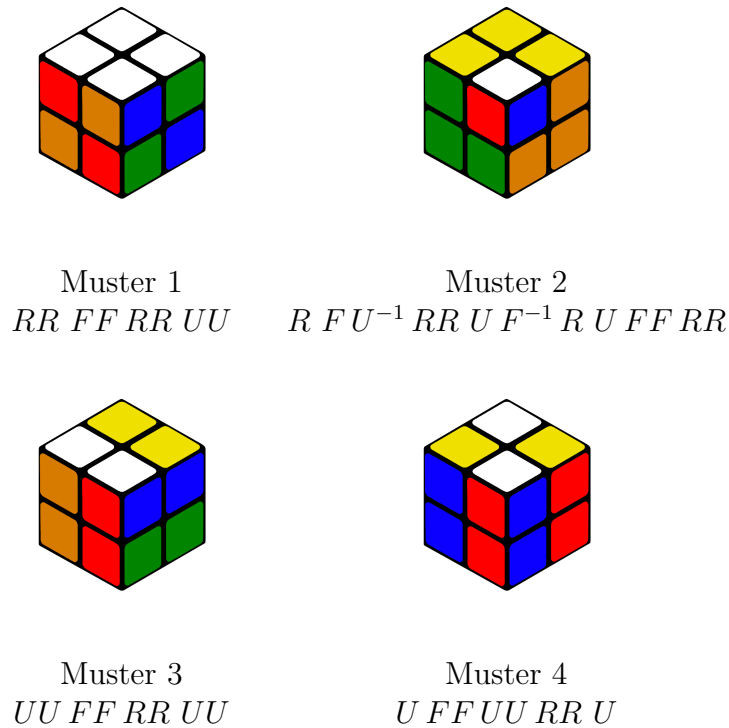 Muster 1
RR FF RR UU
Muster 2
R F U⁻¹ RR U F⁻¹ R U FF RR
Muster 3
UU FF RR UU
Muster 4
U FF UU RR U